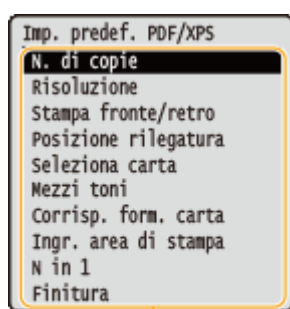 Imp. predef. PDF/XPS
N. di copie
Risoluzione
Stampa fronte/retro
Posizione rilegatura
Seleziona carta
Mezzi toni
Corrisp. form. carta
Ingr. area di stampa
N in 1
Finitura